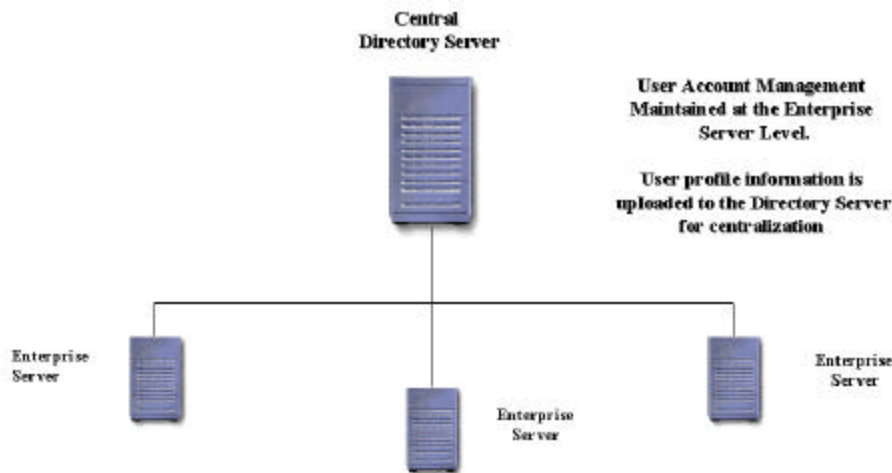 Central
Directory Server
User Account Management
Maintained at the Enterprise
Server Level.
User profile information is
uploaded to the Directory Server
for centralization
Enterprise
Server
Enterprise
Server
Enterprise
Server